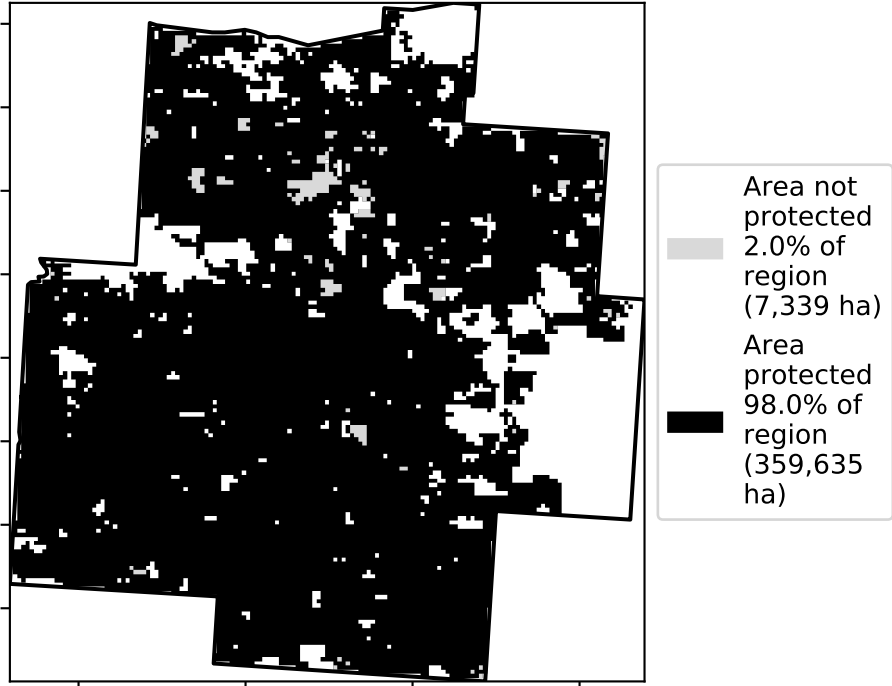 Area not
protected
2.0% of
region
(7,339 ha)
Area
protected
98.0% of
region
(359,635
ha)